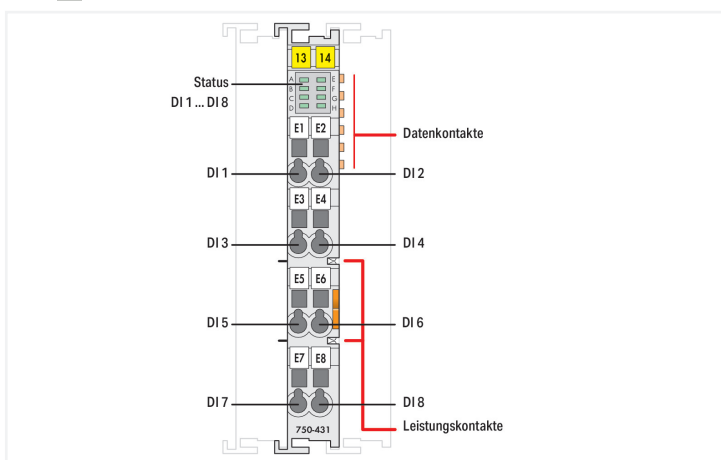 13 14
Status
DI 1 ... DI 8
A E
B F
C G
D H
E1 E2
Datenkontakte
DI 1 DI 2
E3 E4
DI 3 DI 4
E5 E6
DI 5 DI 6
E7 E8
DI 7 DI 8
Leistungskontakte
750-431